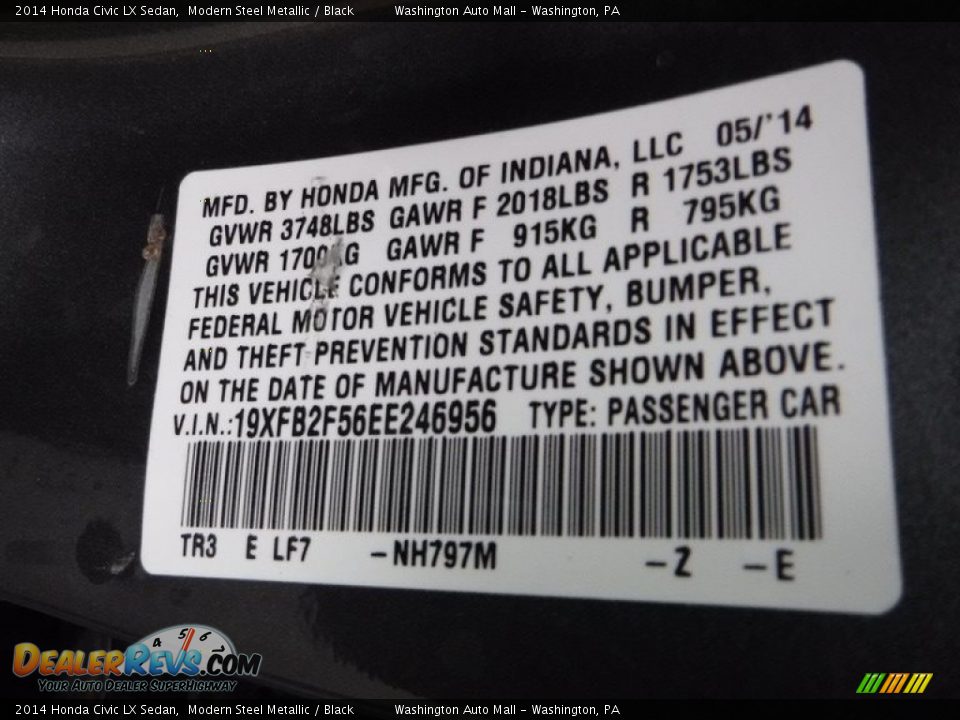 2014 Honda Civic LX Sedan, Modern Steel Metallic / Black Washington Auto Mall - Washington, PA
MFD. BY HONDA MFG. OF INDIANA, LLC 05/'14
GVWR 3748LBS GAWR F 2018LBS R 1753LBS
GVWR 1700KG GAWR F 915KG R 795KG
THIS VEHICLE CONFORMS TO ALL APPLICABLE
FEDERAL MOTOR VEHICLE SAFETY, BUMPER,
AND THEFT PREVENTION STANDARDS IN EFFECT
ON THE DATE OF MANUFACTURE SHOWN ABOVE.
V.I.N.:19XFB2F56EE246956 TYPE: PASSENGER CAR
TR3 E LF7 -NH797M -2 -E
4 5 6
DEALERREVS.COM
YOUR AUTO DEALER SUPERHIGHWAY
2014 Honda Civic LX Sedan, Modern Steel Metallic / Black Washington Auto Mall - Washington, PA